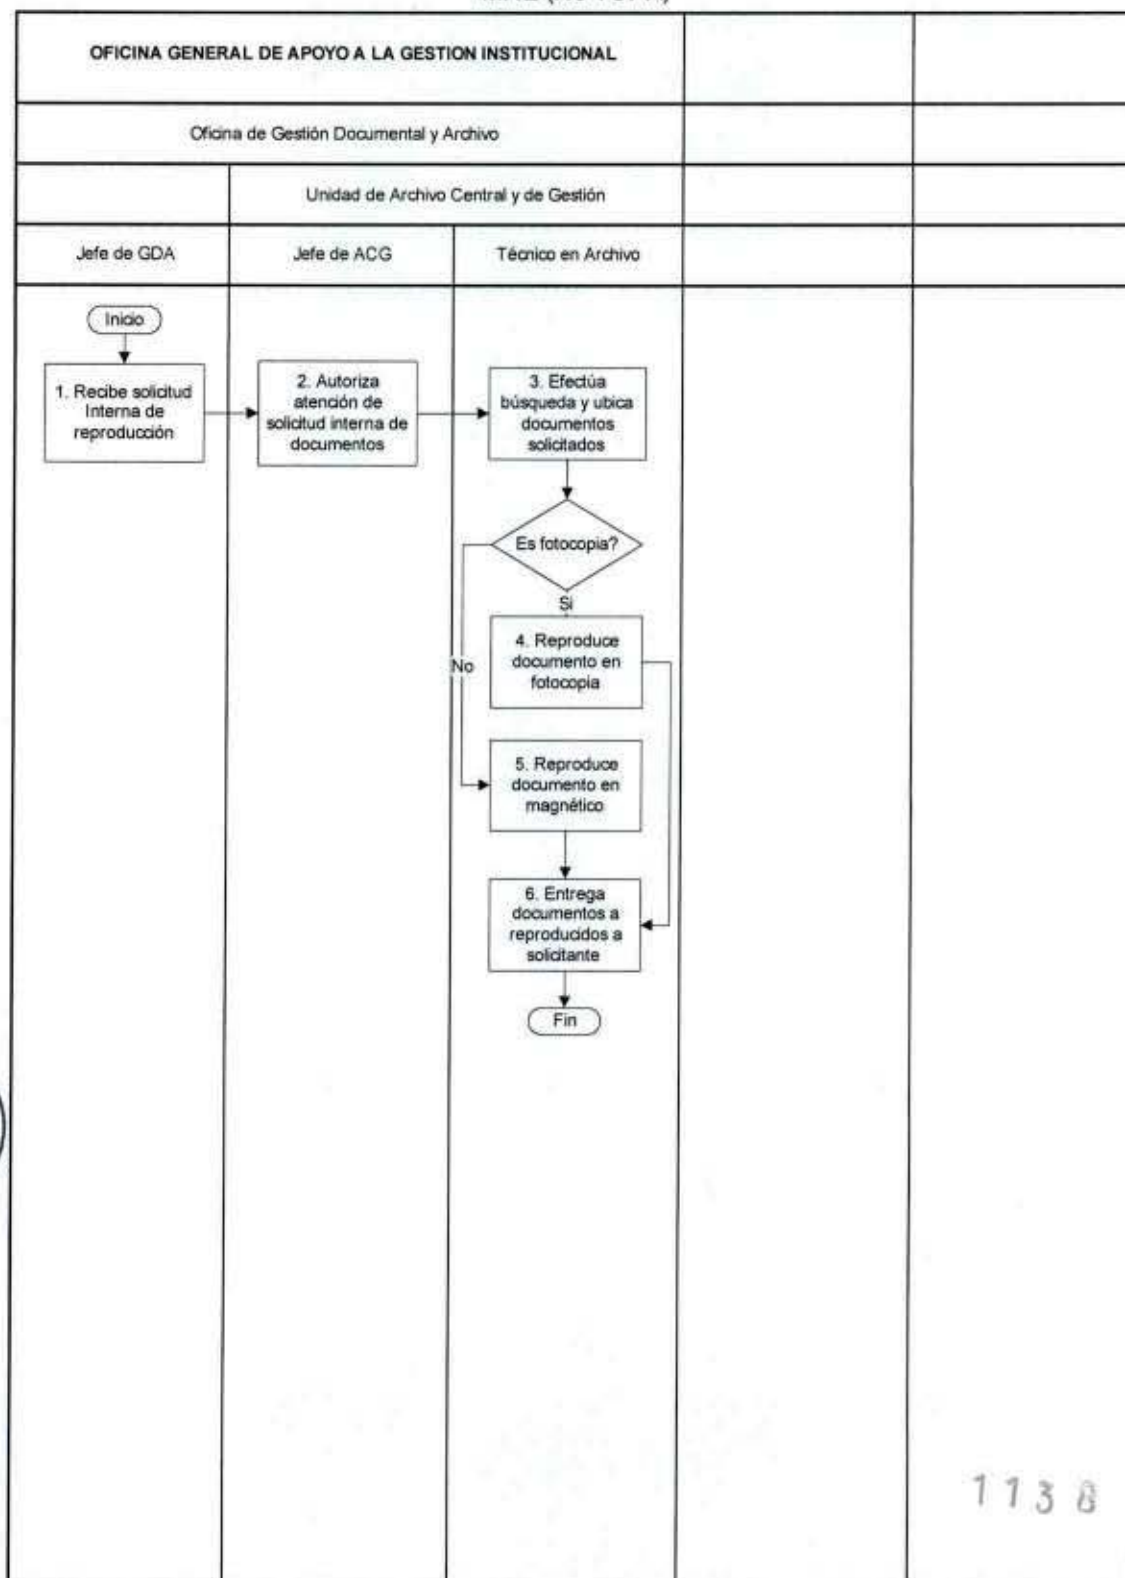 OFICINA GENERAL DE APOYO A LA GESTION INSTITUCIONAL
Oficina de Gestión Documental y Archivo
Unidad de Archivo Central y de Gestión
Jefe de GDA
Jefe de ACG
Técnico en Archivo
Inicio
1. Recibe solicitud
Interna de
reproducción
2. Autoriza
atención de
solicitud interna de
documentos
3. Efectúa
búsqueda y ubica
documentos
solicitados
Es fotocopia?
Si
No
4. Reproduce
documento en
fotocopia
5. Reproduce
documento en
magnético
6. Entrega
documentos a
reproducidos a
solicitante
Fin